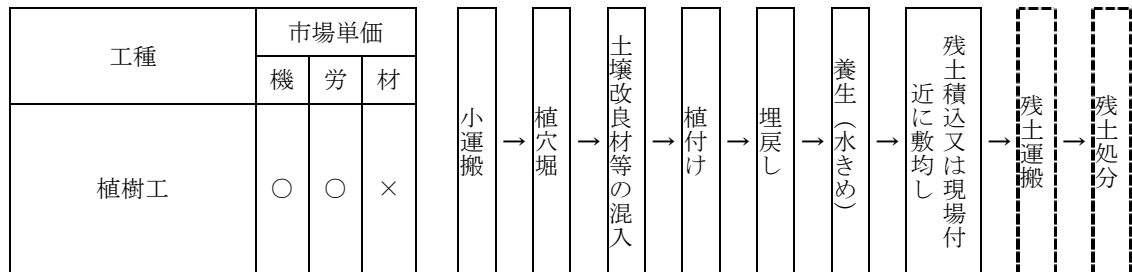 工種
市場単価
機
労
材
植樹工
○
○
×
小運搬
→
植穴堀
→
土壌改良材等の混入
→
植付け
→
埋戻し
→
養生（水きめ）
→
残土積込又は現場付
近に敷均し
→
残土運搬
→
残土処分